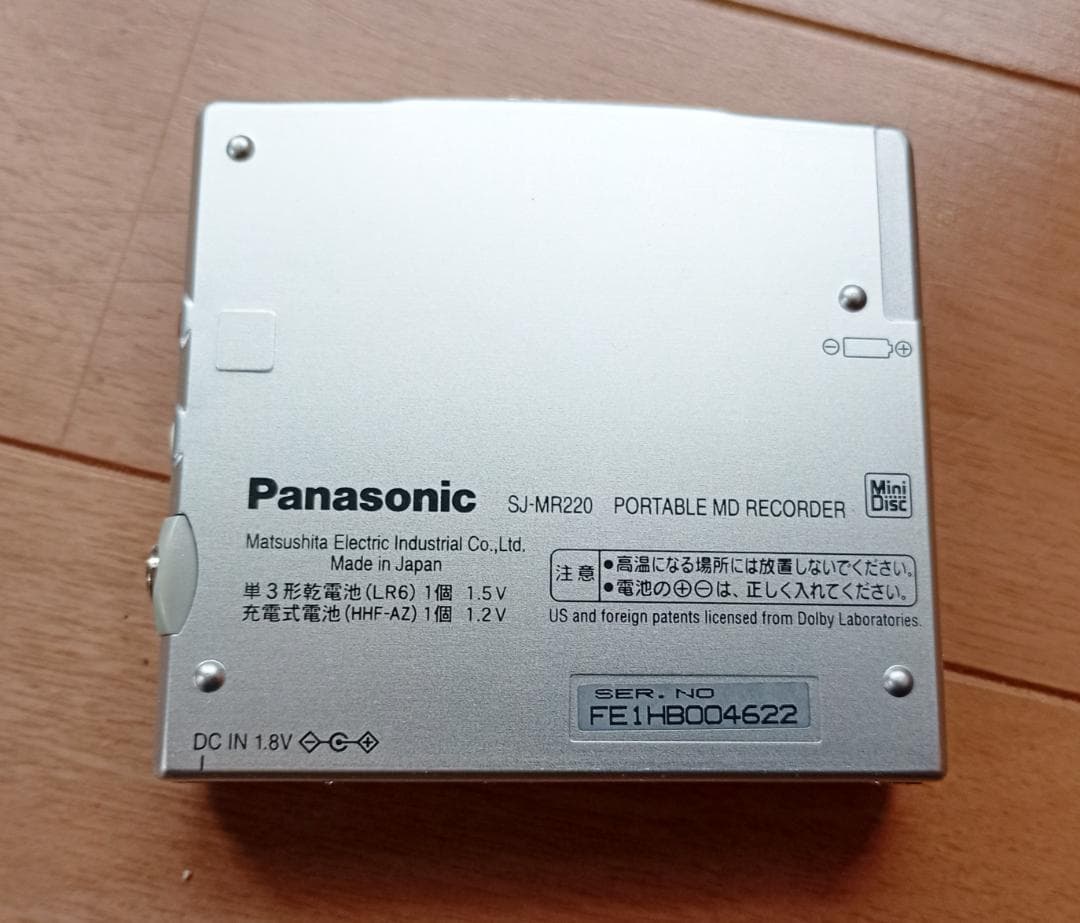 ⊖ ⊕
Panasonic SJ-MR220 PORTABLE MD RECORDER Mini Disc
Matsushita Electric Industrial Co.,Ltd.
Made in Japan
単3形乾電池(LR6)1個 1.5V
充電式電池(HHF-AZ)1個 1.2V
注意
●高温になる場所には放置しないでください。
●電池の⊕⊖は、正しく入れてください。
US and foreign patents licensed from Dolby Laboratories.
SER. NO
FE1HB004622
DC IN 1.8V